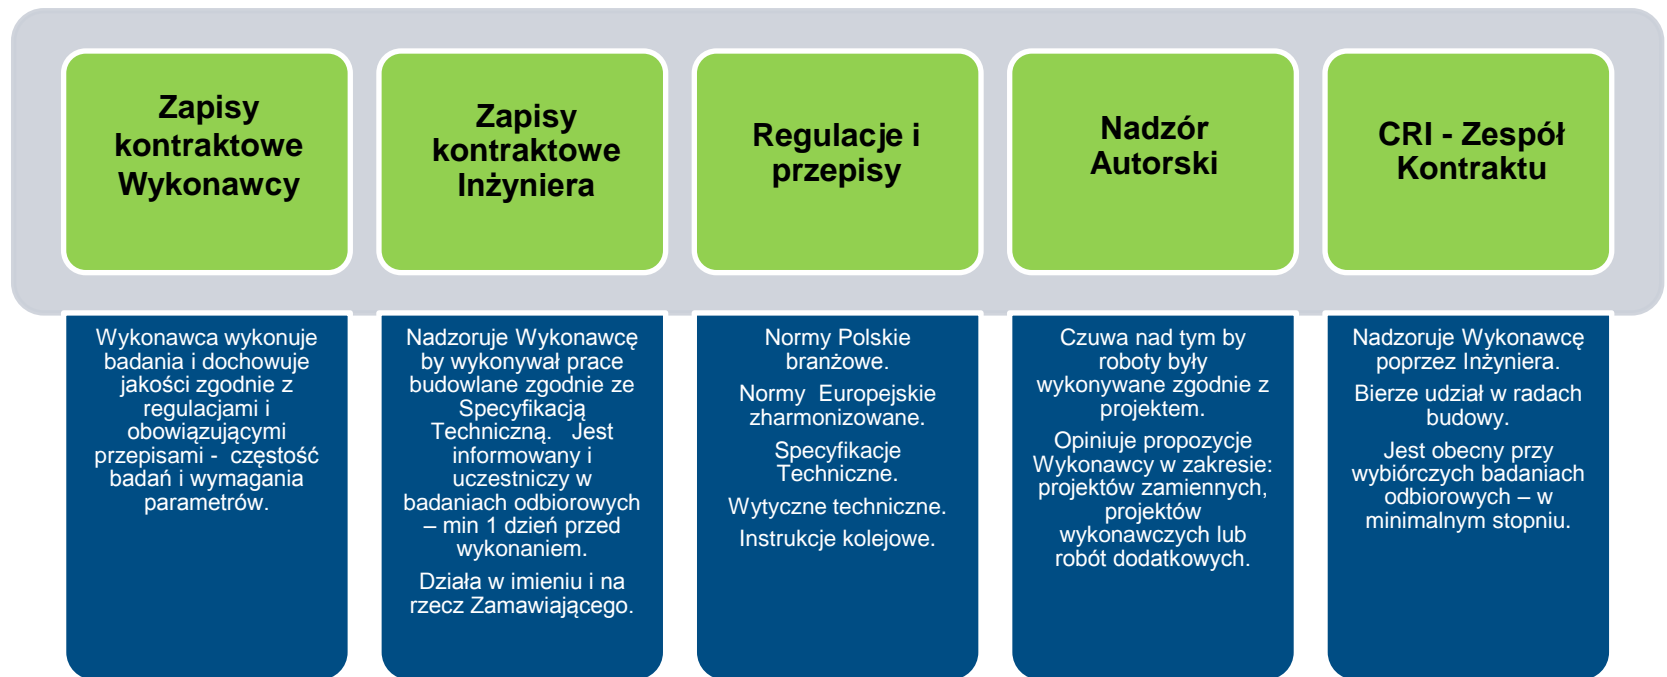 Zapisy
kontraktowe
Wykonawcy
Zapisy
kontraktowe
Inżyniera
Regulacje i
przepisy
Nadzór
Autorski
CRI - Zespół
Kontraktu
Wykonawca wykonuje
badania i dochowuje
jakości zgodnie z
regulacjami i
obowiązującymi
przepisami - częstość
badań i wymagania
parametrów.
Nadzoruje Wykonawcę
by wykonywał prace
budowlane zgodnie ze
Specyfikacją
Techniczną. Jest
informowany i
uczestniczy w
badaniach odbiorowych
– min 1 dzień przed
wykonaniem.
Działa w imieniu i na
rzecz Zamawiającego.
Normy Polskie
branżowe.
Normy Europejskie
zharmonizowane.
Specyfikacje
Techniczne.
Wytyczne techniczne.
Instrukcje kolejowe.
Czuwa nad tym by
roboty były
wykonywane zgodnie z
projektem.
Opiniuje propozycje
Wykonawcy w zakresie:
projektów zamiennych,
projektów
wykonawczych lub
robót dodatkowych.
Nadzoruje Wykonawcę
poprzez Inżyniera.
Bierze udział w radach
budowy.
Jest obecny przy
wybiórczych badaniach
odbiorowych – w
minimalnym stopniu.